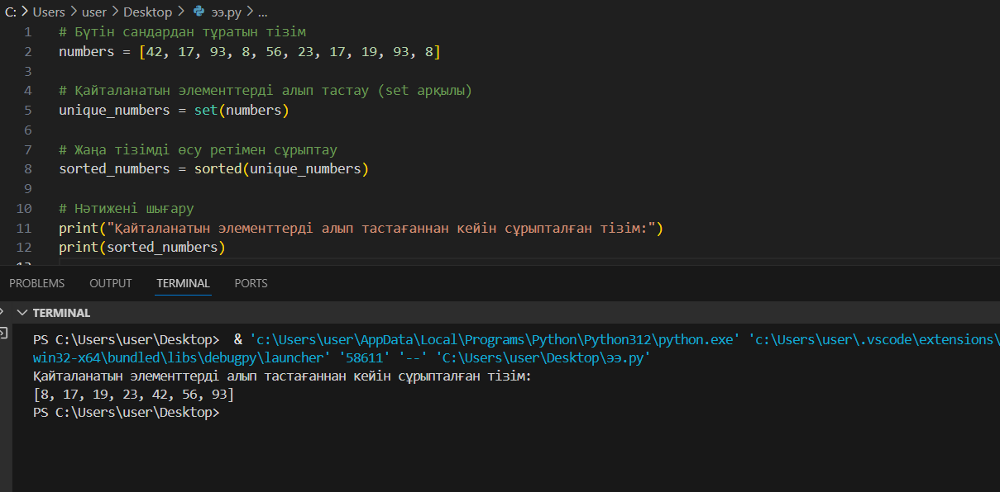 C: > Users > user > Desktop > ээ.py > ...
1 # Бүтін сандардан тұратын тізім
2 numbers = [42, 17, 93, 8, 56, 23, 17, 19, 93, 8]
3
4 # Қайталанатын элементтерді алып тастау (set арқылы)
5 unique_numbers = set(numbers)
6
7 # Жаңа тізімді өсу ретімен сұрыптау
8 sorted_numbers = sorted(unique_numbers)
9
10 # Нәтижені шығару
11 print("Қайталанатын элементтерді алып тастағаннан кейін сұрыпталған тізім:")
12 print(sorted_numbers)
PROBLEMS OUTPUT TERMINAL PORTS
TERMINAL
PS C:\Users\user\Desktop> & 'c:\Users\user\AppData\Local\Programs\Python\Python312\python.exe' 'c:\Users\user\.vscode\extensions\
win32-x64\bundled\libs\debugpy\launcher' '58611' '--' 'C:\Users\user\Desktop\ээ.py'
Қайталанатын элементтерді алып тастағаннан кейін сұрыпталған тізім:
[8, 17, 19, 23, 42, 56, 93]
PS C:\Users\user\Desktop>